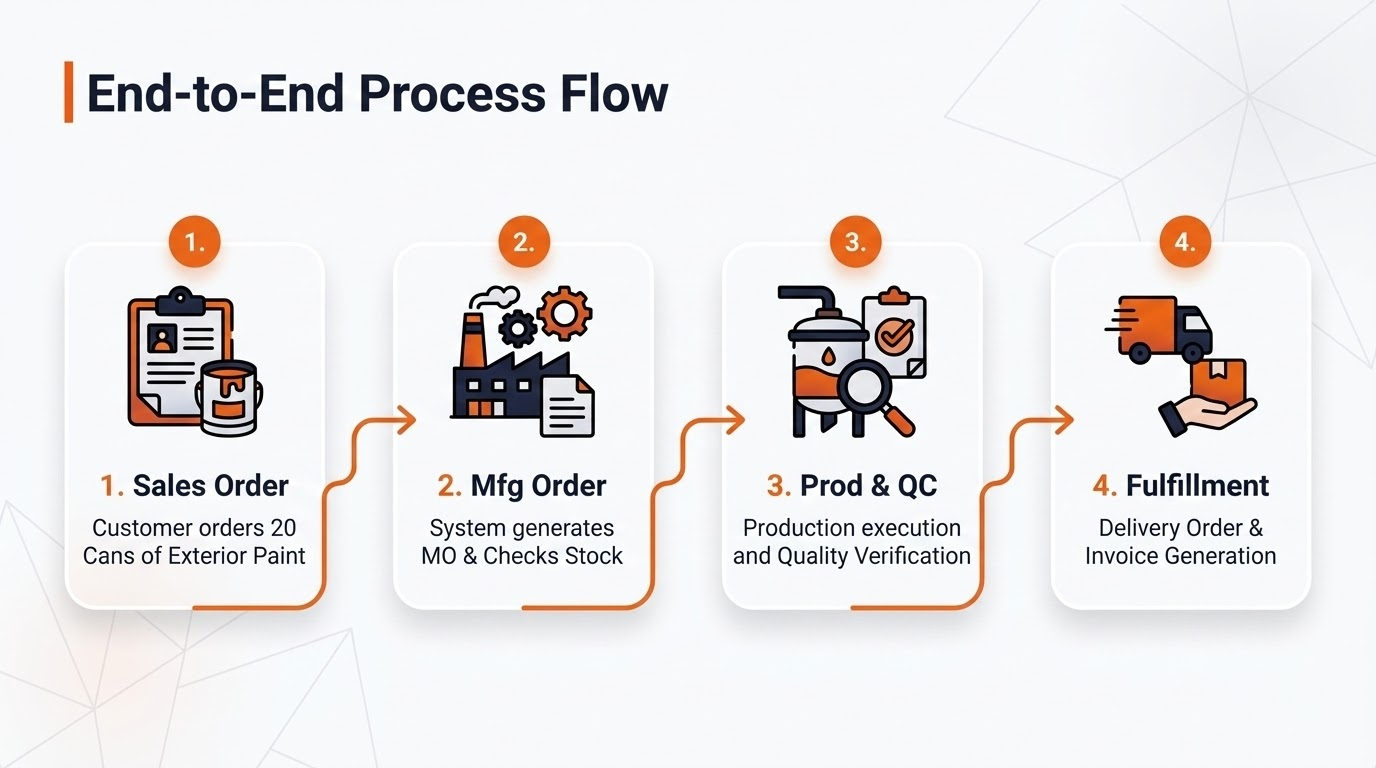 End-to-End Process Flow
1.
1. Sales Order
Customer orders 20
Cans of Exterior Paint
2.
2. Mfg Order
System generates
MO & Checks Stock
3.
3. Prod & QC
Production execution
and Quality Verification
4.
4. Fulfillment
Delivery Order &
Invoice Generation